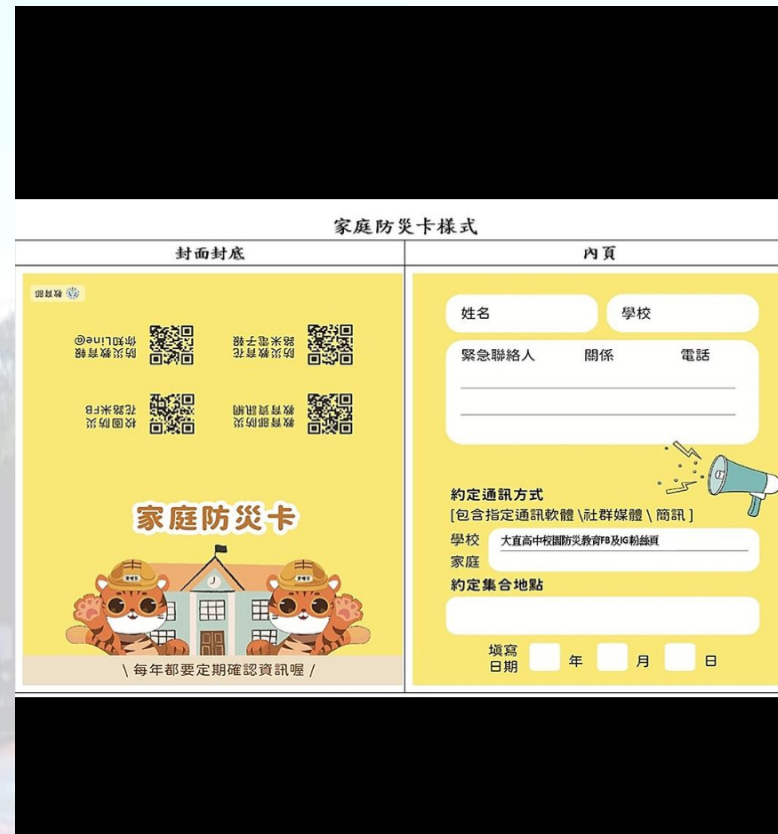 家庭防災卡樣式
封面封底
教育部
防災教育報
你知Line@
防災教育花
路米電子報
校園防災
花路米FB
教育部防災
教育資訊網
家庭防災卡
\ 每年都要定期確認資訊喔 /
內頁
姓名
學校
緊急聯絡人 關係 電話
約定通訊方式
[包含指定通訊軟體 \社群媒體 \ 簡訊 ]
學校 大直高中校園防災教育FB及IG粉絲頁
家庭
約定集合地點
填寫
日期 年 月 日